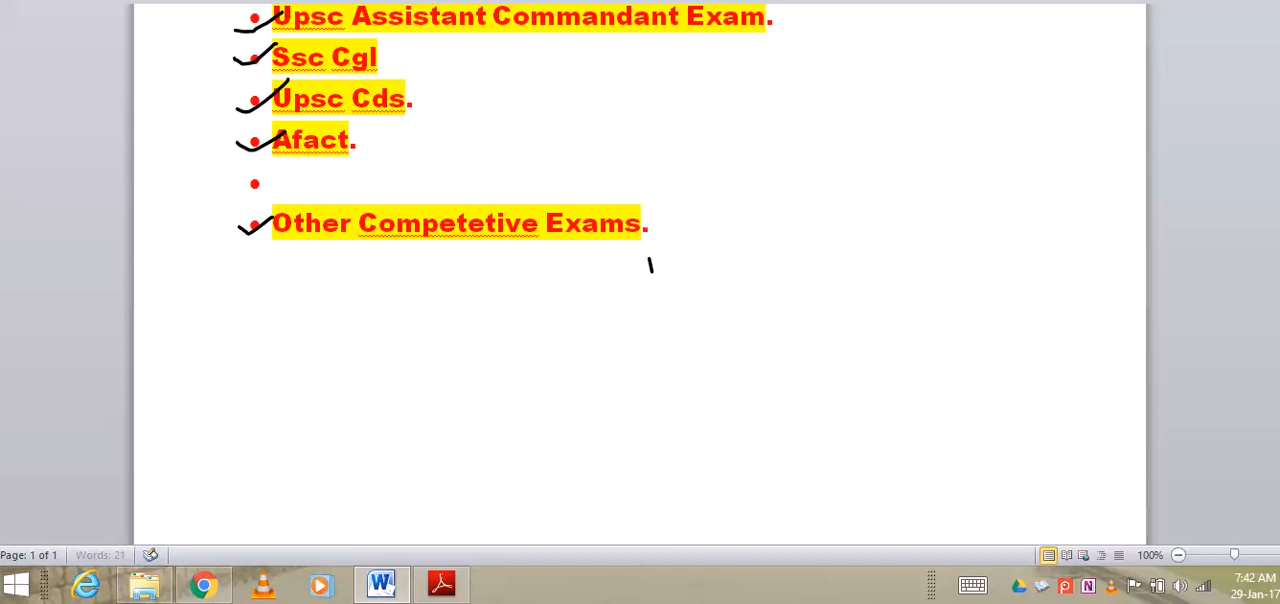 Upsc Assistant Commandant Exam.
Ssc Cgl
Upsc Cds.
Afact.
Other Competetive Exams.
Page: 1 of 1 Words: 21 100%
7:42 AM
29-Jan-17